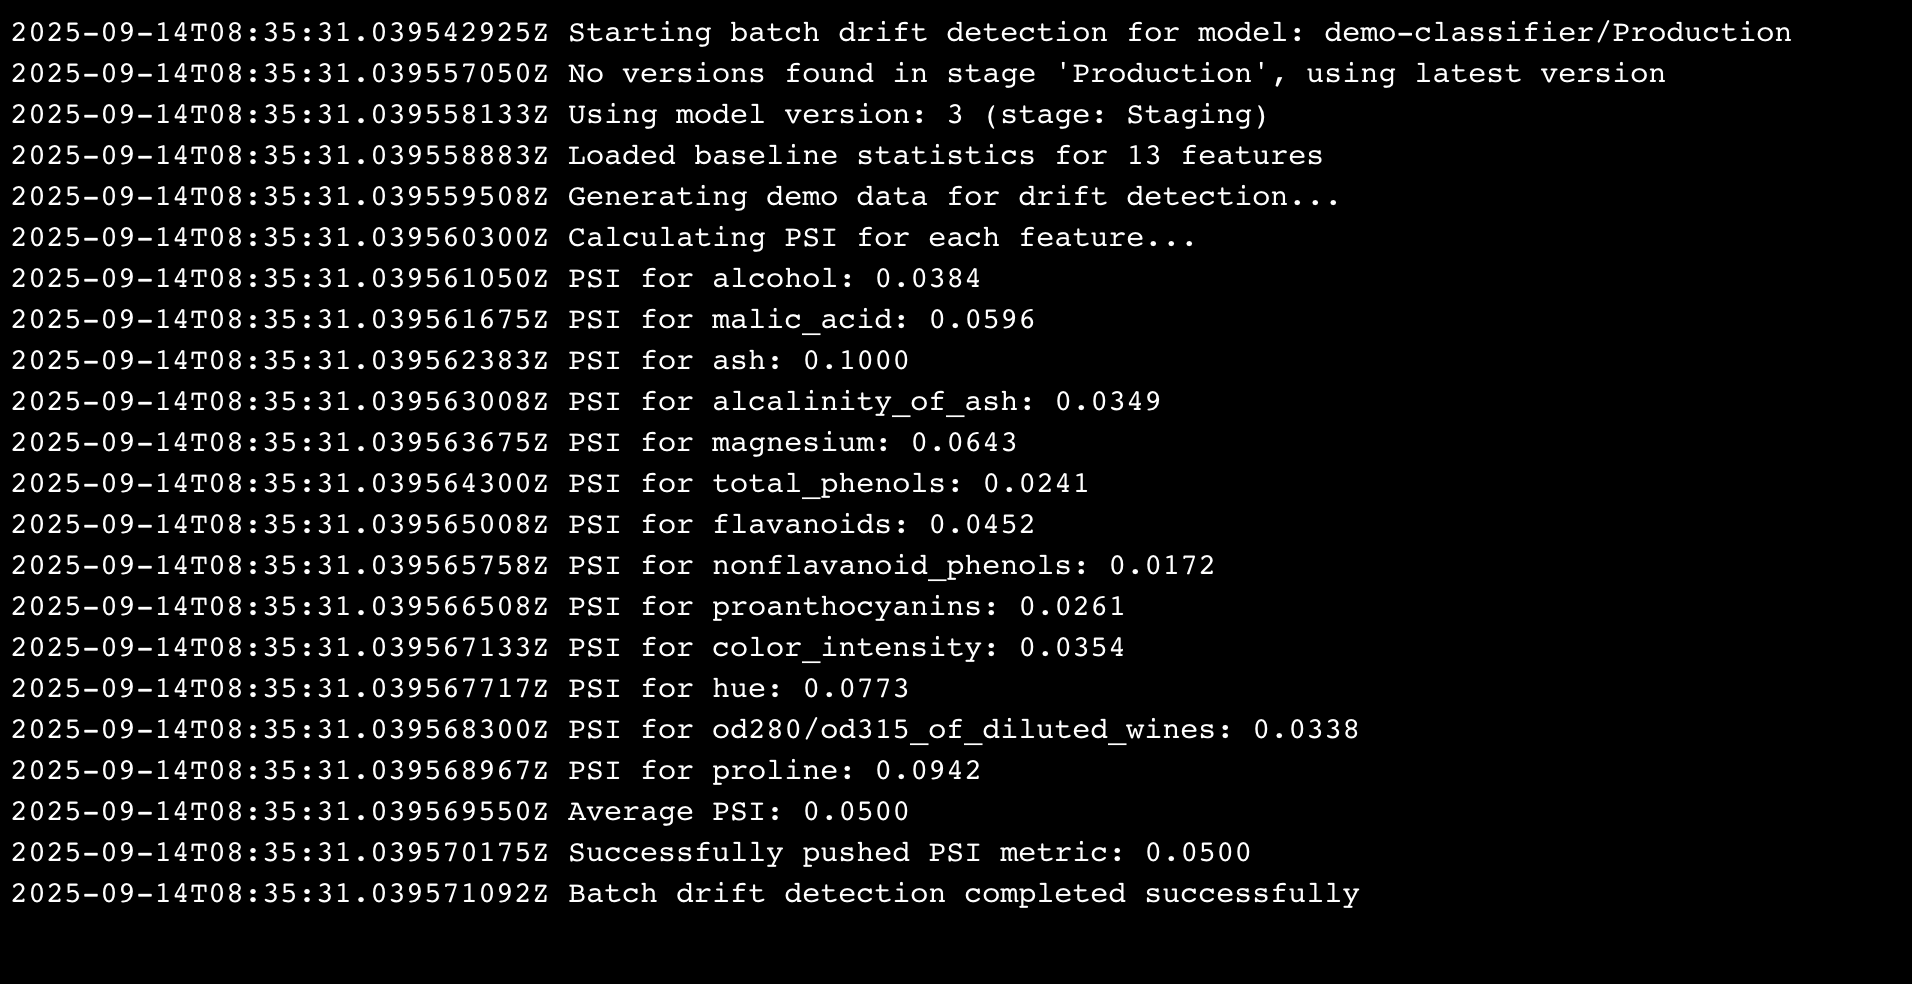 2025-09-14T08:35:31.039542925Z Starting batch drift detection for model: demo-classifier/Production
2025-09-14T08:35:31.039557050Z No versions found in stage 'Production', using latest version
2025-09-14T08:35:31.039558133Z Using model version: 3 (stage: Staging)
2025-09-14T08:35:31.039558883Z Loaded baseline statistics for 13 features
2025-09-14T08:35:31.039559508Z Generating demo data for drift detection...
2025-09-14T08:35:31.039560300Z Calculating PSI for each feature...
2025-09-14T08:35:31.039561050Z PSI for alcohol: 0.0384
2025-09-14T08:35:31.039561675Z PSI for malic_acid: 0.0596
2025-09-14T08:35:31.039562383Z PSI for ash: 0.1000
2025-09-14T08:35:31.039563008Z PSI for alcalinity_of_ash: 0.0349
2025-09-14T08:35:31.039563675Z PSI for magnesium: 0.0643
2025-09-14T08:35:31.039564300Z PSI for total_phenols: 0.0241
2025-09-14T08:35:31.039565008Z PSI for flavanoids: 0.0452
2025-09-14T08:35:31.039565758Z PSI for nonflavanoid_phenols: 0.0172
2025-09-14T08:35:31.039566508Z PSI for proanthocyanins: 0.0261
2025-09-14T08:35:31.039567133Z PSI for color_intensity: 0.0354
2025-09-14T08:35:31.039567717Z PSI for hue: 0.0773
2025-09-14T08:35:31.039568300Z PSI for od280/od315_of_diluted_wines: 0.0338
2025-09-14T08:35:31.039568967Z PSI for proline: 0.0942
2025-09-14T08:35:31.039569550Z Average PSI: 0.0500
2025-09-14T08:35:31.039570175Z Successfully pushed PSI metric: 0.0500
2025-09-14T08:35:31.039571092Z Batch drift detection completed successfully